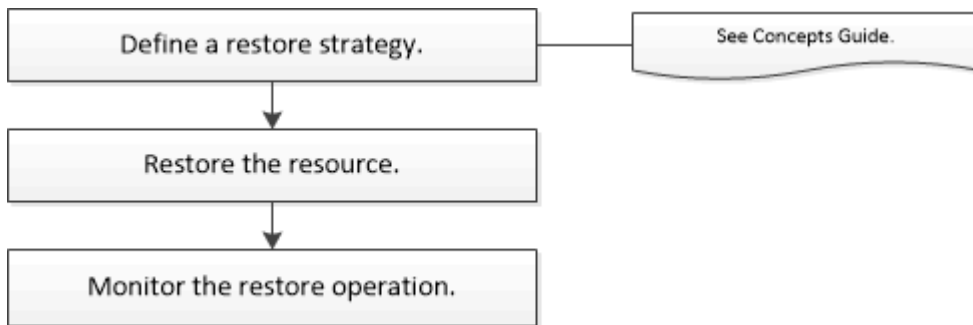 Define a restore strategy.
See Concepts Guide.
Restore the resource.
Monitor the restore operation.